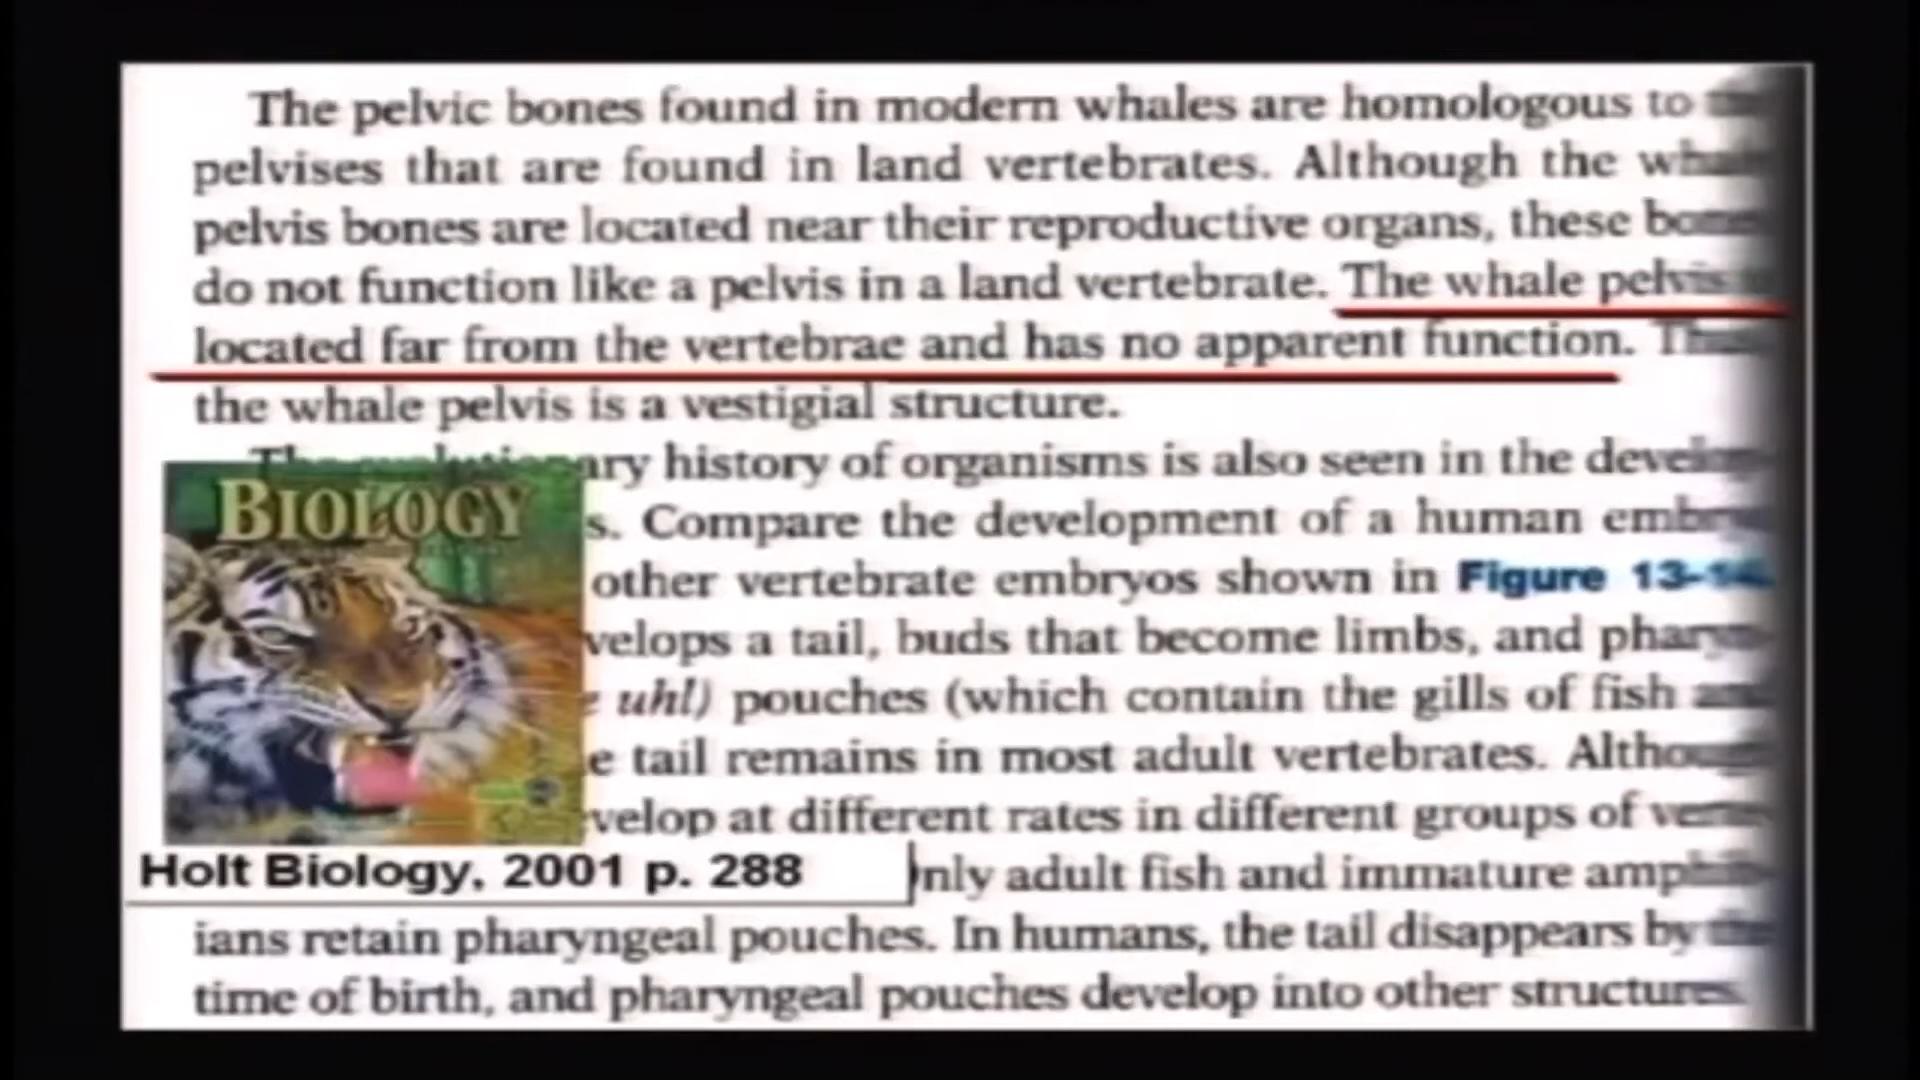 The pelvic bones found in modern whales are homologous to
pelvises that are found in land vertebrates. Although the
pelvis bones are located near their reproductive organs, these
do not function like a pelvis in a land vertebrate. The whale pelvis
located far from the vertebrae and has no apparent function.
the whale pelvis is a vestigial structure.
history of organisms is also seen in the
BIOLOGY
s. Compare the development of a human
other vertebrate embryos shown in Figure
velops a tail, buds that become limbs, and
uhl) pouches (which contain the gills of fish
e tail remains in most adult vertebrates.
velop at different rates in different groups of
Holt Biology, 2001 p. 288
nly adult fish and immature
ians retain pharyngeal pouches. In humans, the tail disappears by
time of birth, and pharyngeal pouches develop into other structures